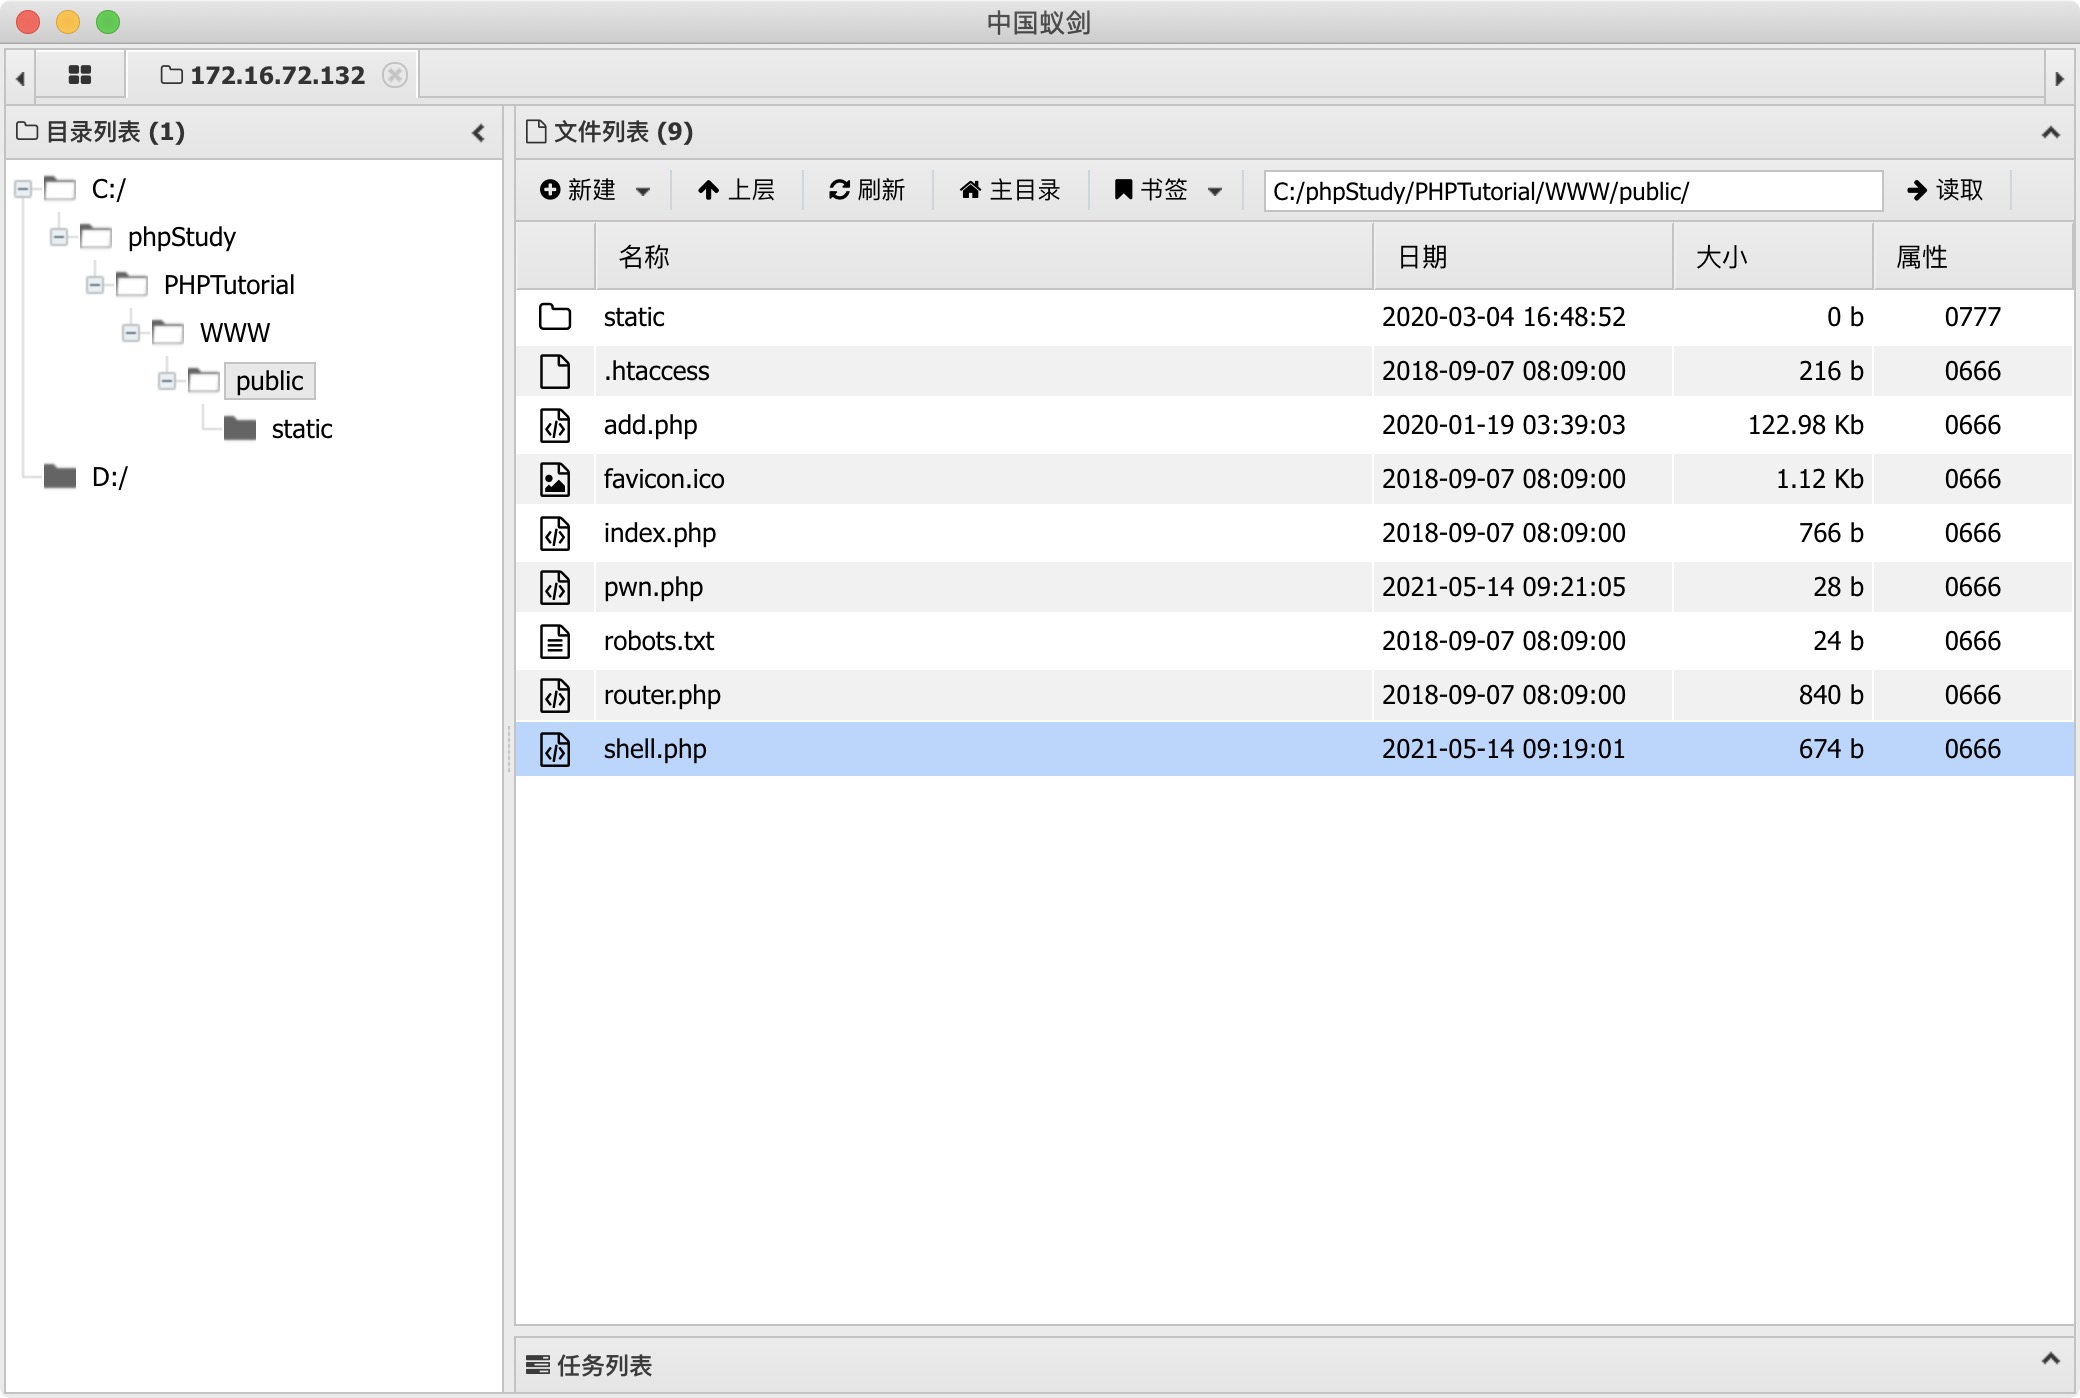 中国蚁剑
172.16.72.132
目录列表 (1)
C:/
phpStudy
PHPTutorial
WWW
public
static
D:/
文件列表 (9)
新建 上层 刷新 主目录 书签 C:/phpStudy/PHPTutorial/WWW/public/ 读取
名称 日期 大小 属性
static 2020-03-04 16:48:52 0 b 0777
.htaccess 2018-09-07 08:09:00 216 b 0666
add.php 2020-01-19 03:39:03 122.98 Kb 0666
favicon.ico 2018-09-07 08:09:00 1.12 Kb 0666
index.php 2018-09-07 08:09:00 766 b 0666
pwn.php 2021-05-14 09:21:05 28 b 0666
robots.txt 2018-09-07 08:09:00 24 b 0666
router.php 2018-09-07 08:09:00 840 b 0666
shell.php 2021-05-14 09:19:01 674 b 0666
任务列表